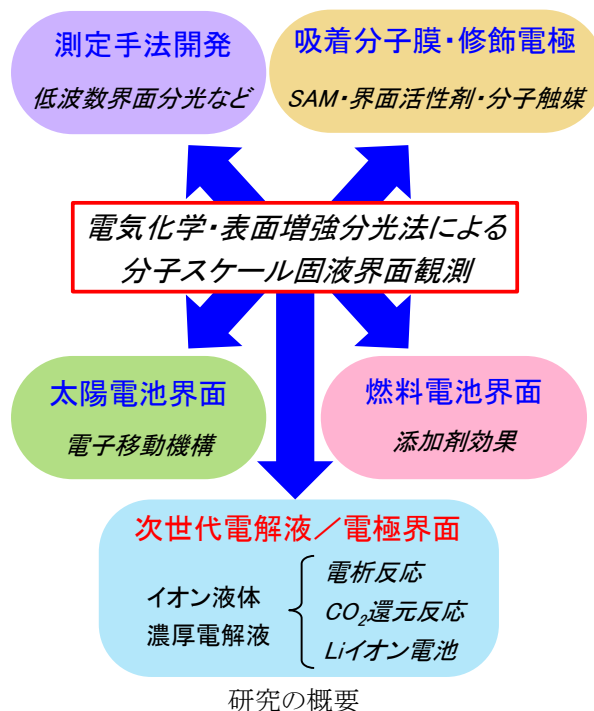 測定手法開発
低波数界面分光など
吸着分子膜・修飾電極
SAM・界面活性剤・分子触媒
電気化学・表面増強分光法による
分子スケール固液界面観測
太陽電池界面
電子移動機構
燃料電池界面
添加剤効果
次世代電解液／電極界面
イオン液体
濃厚電解液
電析反応
CO₂還元反応
Liイオン電池
研究の概要